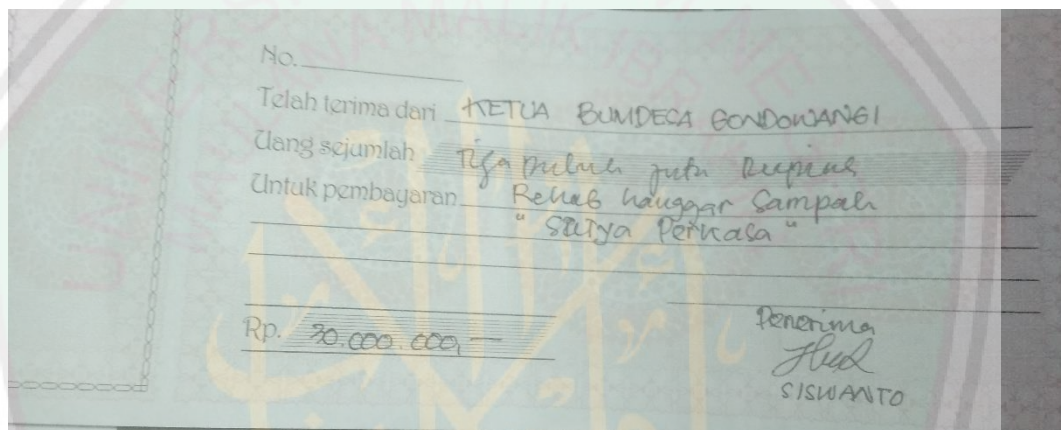 No.
Telah terima dari KETUA BUMDECA GONDOWANGI
Uang sejumlah Tiga puluh juta Rupiah
Untuk pembayaran Rehab hanggar Sampah
" Satya Perkasa "
Rp. 30.000.000,-
Penerima
SISWANTO